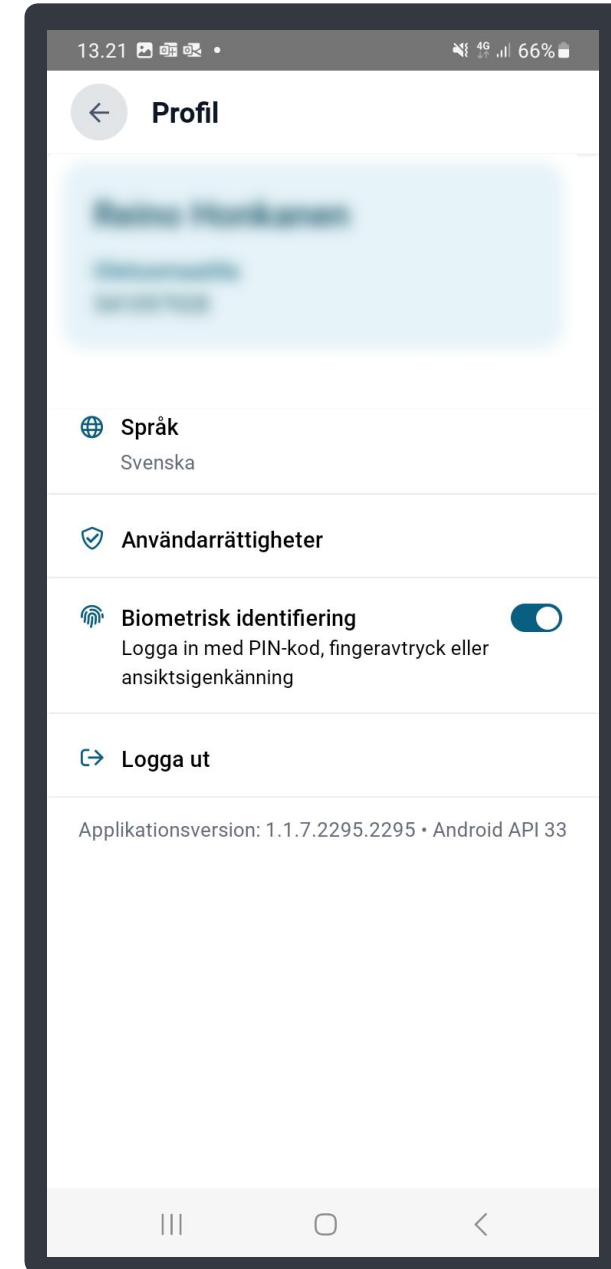 13.21 4G 66%
Profil
Språk
Svenska
Användarrättigheter
Biometrisk identifiering
Logga in med PIN-kod, fingeravtryck eller
ansiktsigenkänning
Logga ut
Applikationsversion: 1.1.7.2295.2295 • Android API 33